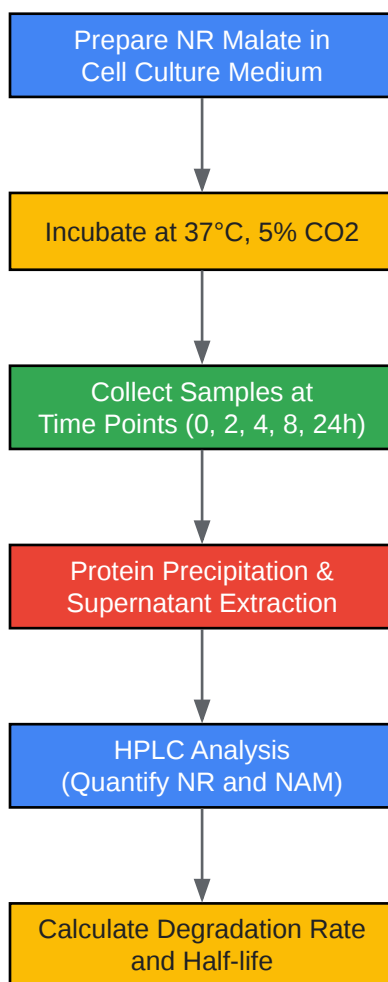 Prepare NR Malate in
Cell Culture Medium
Incubate at 37°C, 5% CO2
Collect Samples at
Time Points (0, 2, 4, 8, 24h)
Protein Precipitation &
Supernatant Extraction
HPLC Analysis
(Quantify NR and NAM)
Calculate Degradation Rate
and Half-life